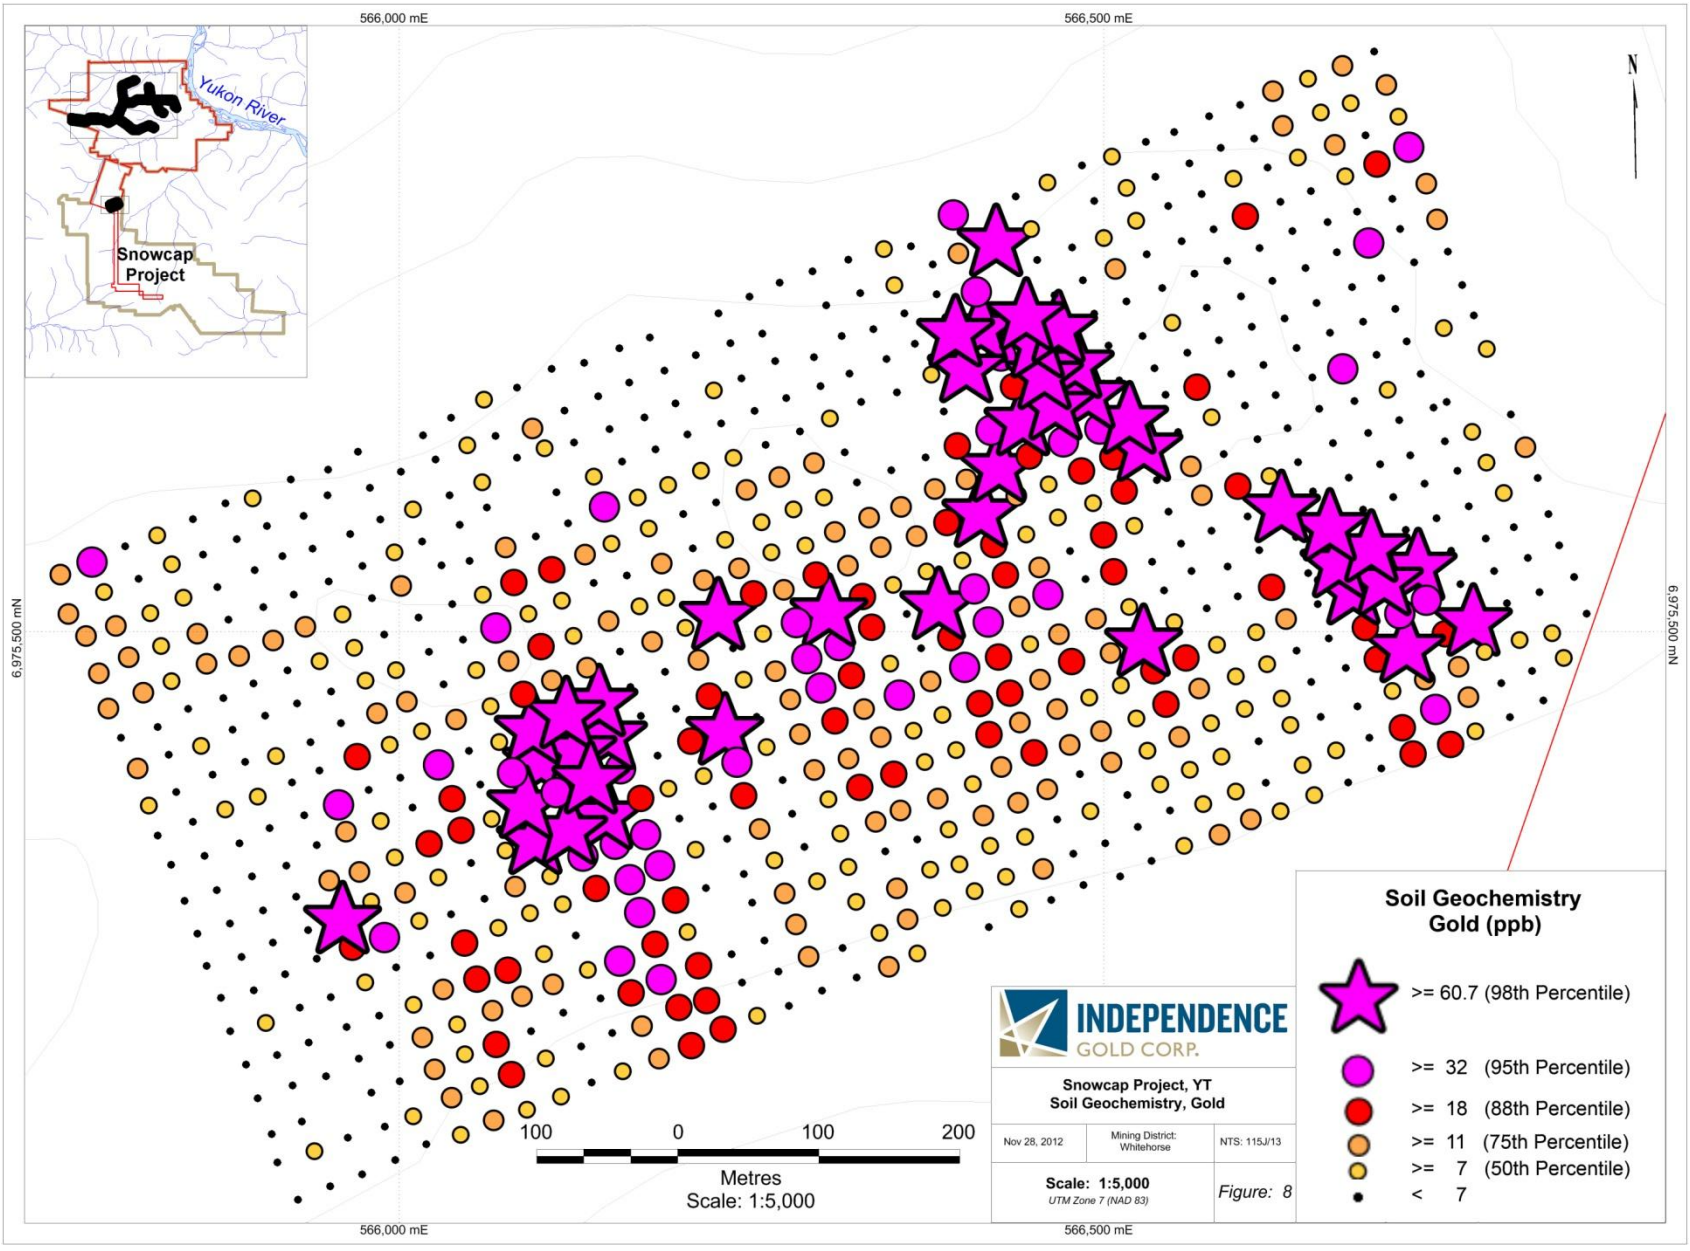 566,000 mE
566,500 mE
Yukon River
Snowcap
Project
N
6,975,500 mN
6,975,500 mN
Soil Geochemistry
Gold (ppb)
>= 60.7 (98th Percentile)
>= 32 (95th Percentile)
>= 18 (88th Percentile)
>= 11 (75th Percentile)
>= 7 (50th Percentile)
< 7
INDEPENDENCE
GOLD CORP.
Snowcap Project, YT
Soil Geochemistry, Gold
Nov 28, 2012
Mining District:
Whitehorse
NTS: 115J/13
Scale: 1:5,000
UTM Zone 7 (NAD 83)
Figure: 8
100 0 100 200
Metres
Scale: 1:5,000
566,000 mE
566,500 mE